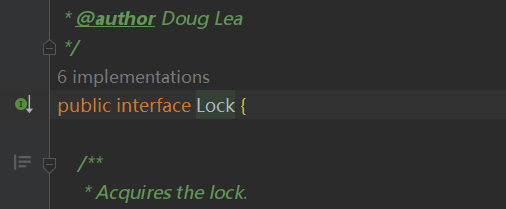 * @author Doug Lea
*/
6 implementations
public interface Lock {
/**
* Acquires the lock.